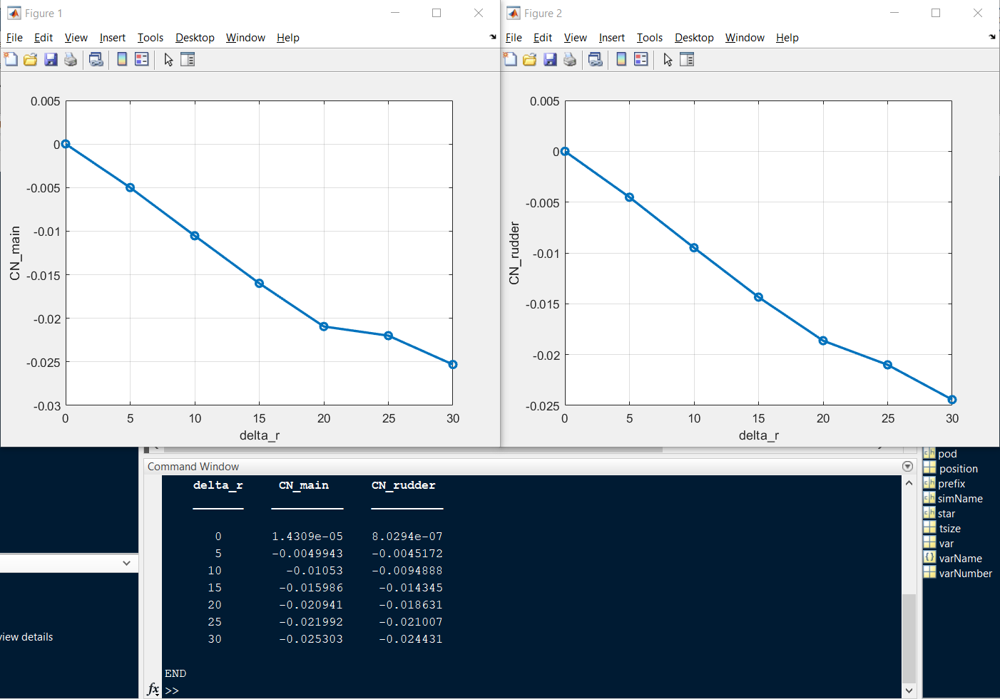 Figure 1
File Edit View Insert Tools Desktop Window Help
0.005
0
-0.005
-0.01
-0.015
-0.02
-0.025
-0.03
CN_main
0 5 10 15 20 25 30
delta_r
Figure 2
File Edit View Insert Tools Desktop Window Help
0.005
0
-0.005
-0.01
-0.015
-0.02
-0.025
CN_rudder
0 5 10 15 20 25 30
delta_r
view details
Command Window
delta_r CN_main CN_rudder
0 1.4309e-05 8.0294e-07
5 -0.0049943 -0.0045172
10 -0.01053 -0.0094888
15 -0.015986 -0.014345
20 -0.020941 -0.018631
25 -0.021992 -0.021007
30 -0.025303 -0.024431
END
fx >>
pod
position
prefix
simName
star
tsize
var
varName
varNumber